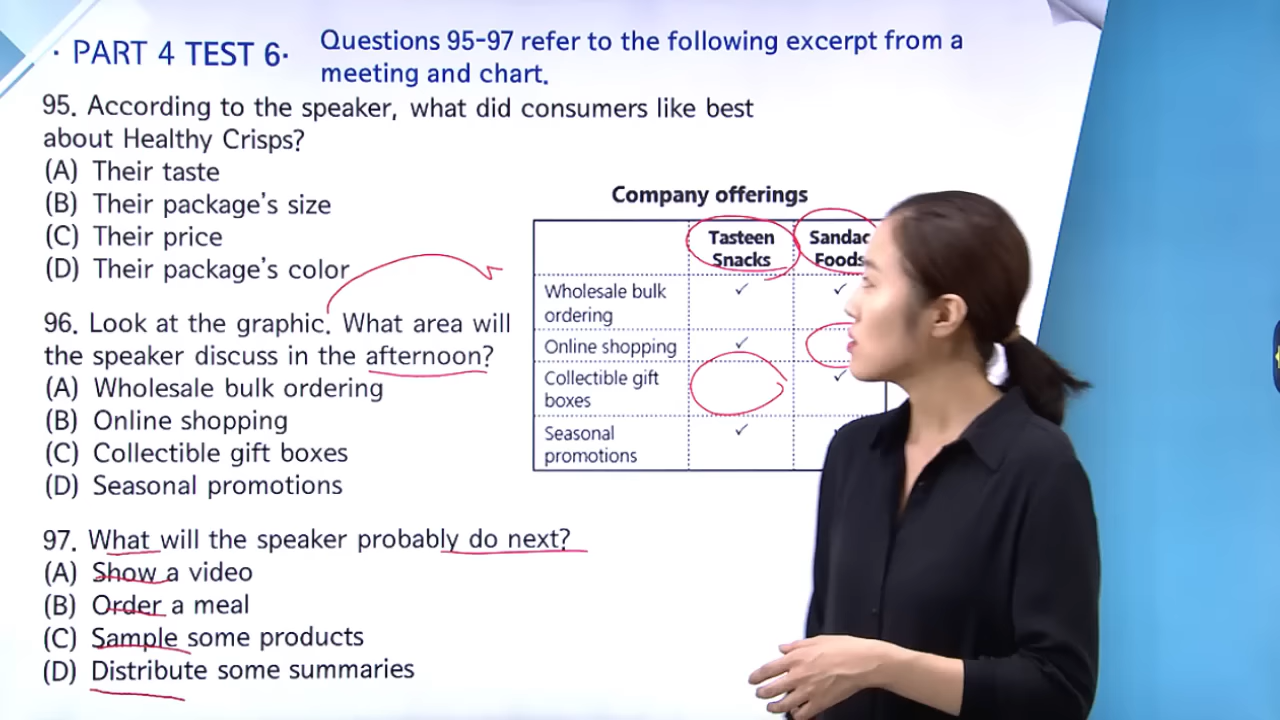 · PART 4 TEST 6·
Questions 95-97 refer to the following excerpt from a
meeting and chart.
95. According to the speaker, what did consumers like best
about Healthy Crisps?
(A) Their taste
(B) Their package's size
(C) Their price
(D) Their package's color
96. Look at the graphic. What area will
the speaker discuss in the afternoon?
(A) Wholesale bulk ordering
(B) Online shopping
(C) Collectible gift boxes
(D) Seasonal promotions
97. What will the speaker probably do next?
(A) Show a video
(B) Order a meal
(C) Sample some products
(D) Distribute some summaries
Company offerings
Tasteen
Snacks
Foods
Wholesale bulk ✓ ✓
ordering
Online shopping ✓
Collectible gift ✓
boxes
Seasonal ✓
promotions